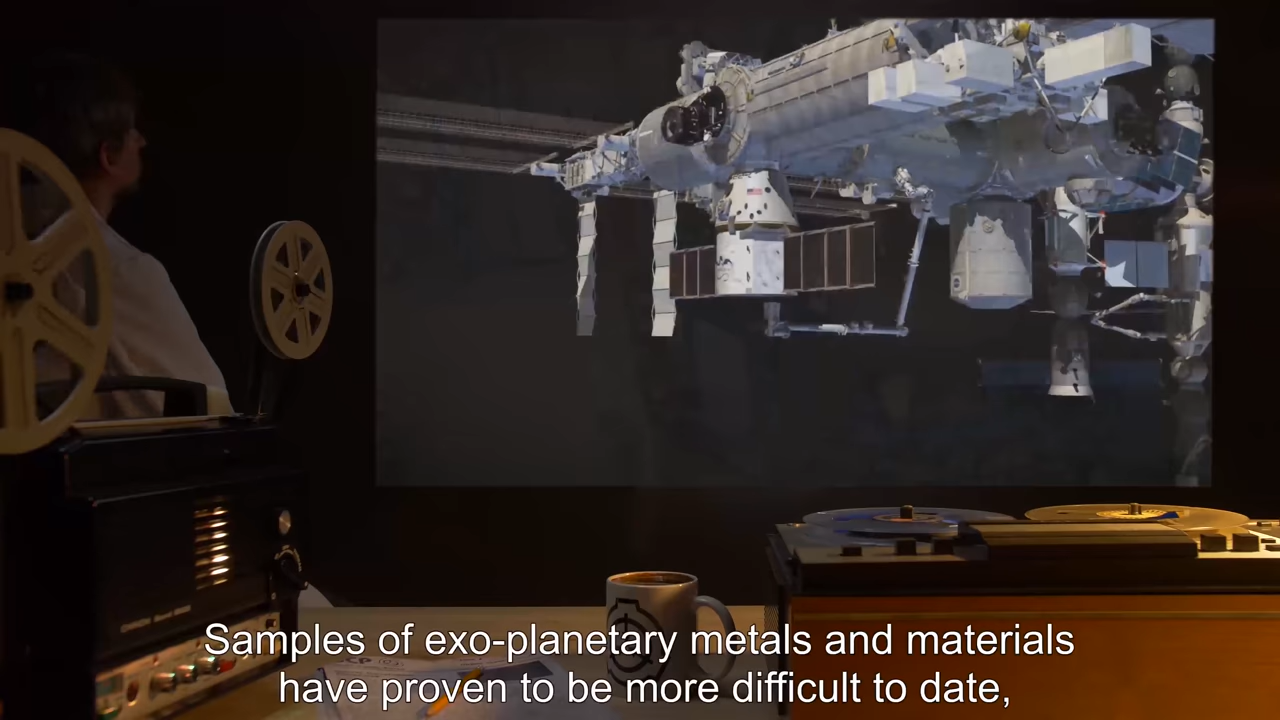 Samples of exo-planetary metals and materials
have proven to be more difficult to date,